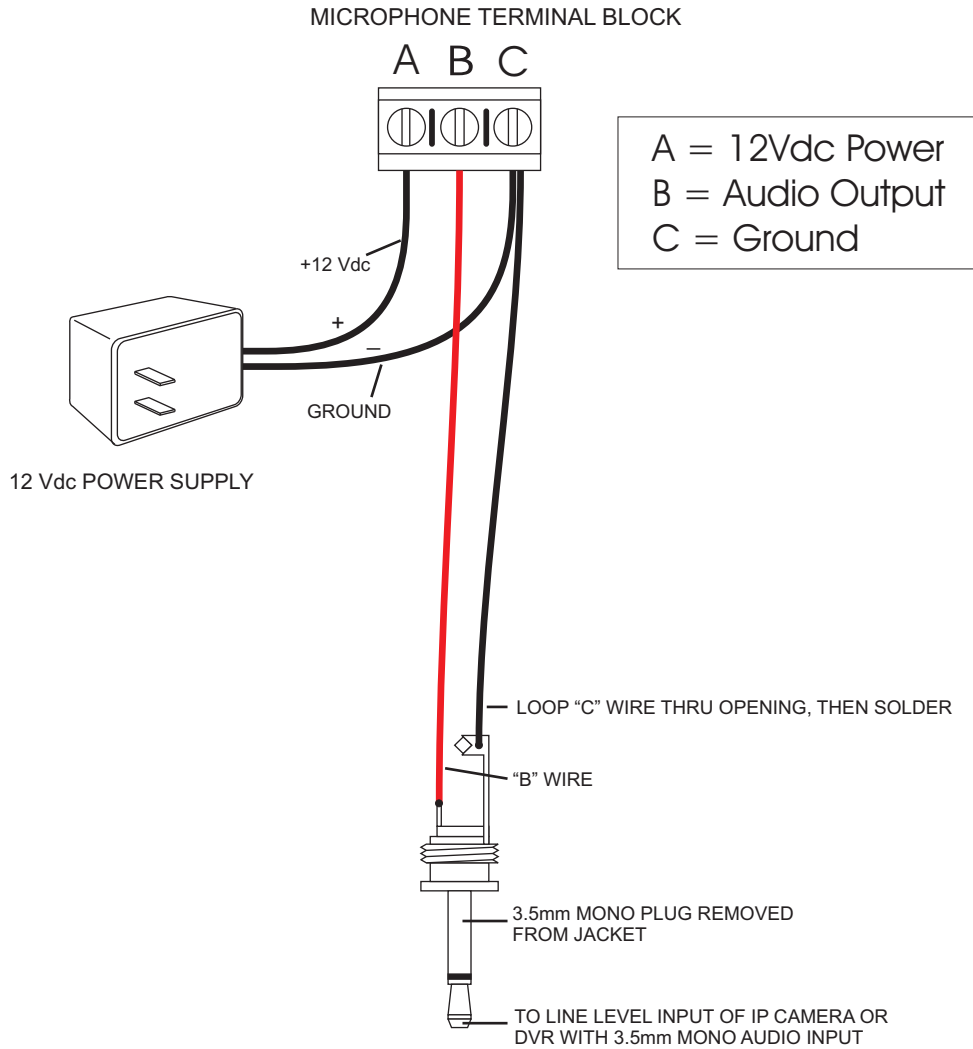 MICROPHONE TERMINAL BLOCK
A B C
A = 12Vdc Power
B = Audio Output
C = Ground
+12 Vdc
+
–
GROUND
12 Vdc POWER SUPPLY
LOOP “C” WIRE THRU OPENING, THEN SOLDER
“B” WIRE
3.5mm MONO PLUG REMOVED
FROM JACKET
TO LINE LEVEL INPUT OF IP CAMERA OR
DVR WITH 3.5mm MONO AUDIO INPUT